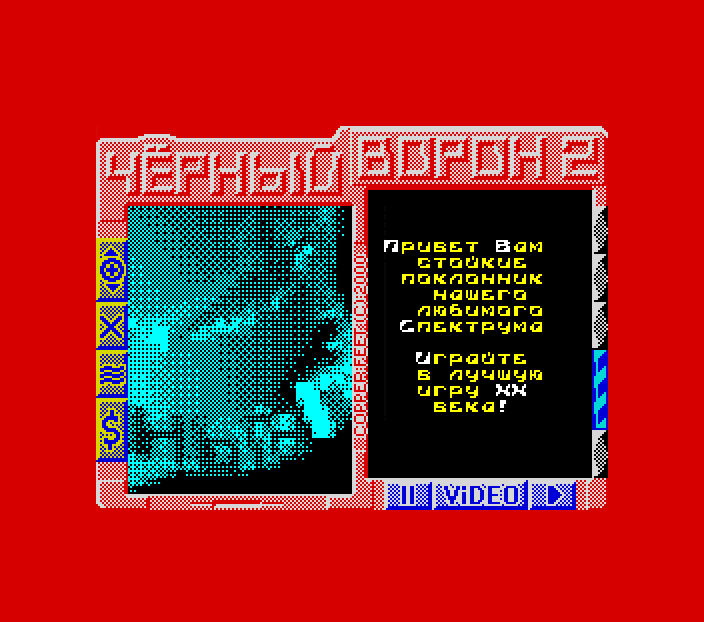 ЧЁРНЫЙ ВОРОН 2
Привет Вам
стойкие
поклонник
нашего
любимого
Спектрума
Играйте
в лучшую
игру XX
века!
COPPER FEET (C) 2000
$
VIDEO